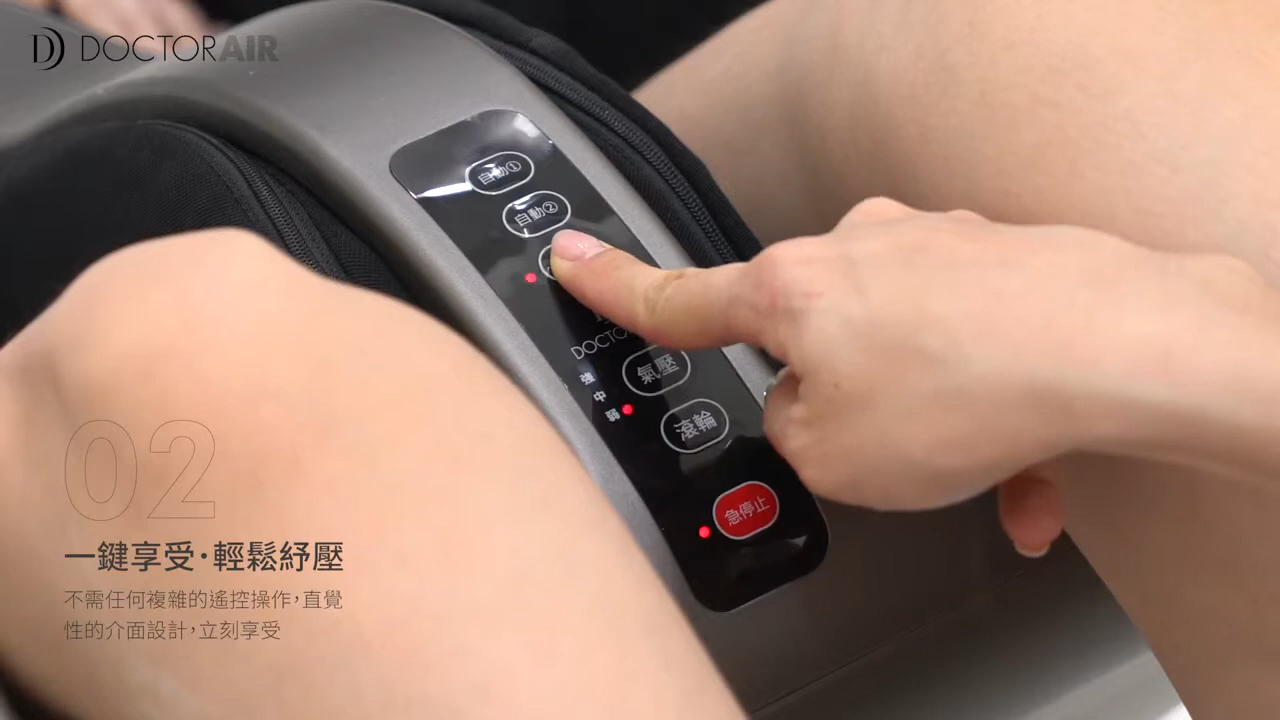 DOCTORAIR
自動①
自動②
DOCTO
氣壓
強
中
弱
滾輪
急停止
02
一鍵享受·輕鬆紓壓
不需任何複雜的遙控操作，直覺
性的介面設計，立刻享受